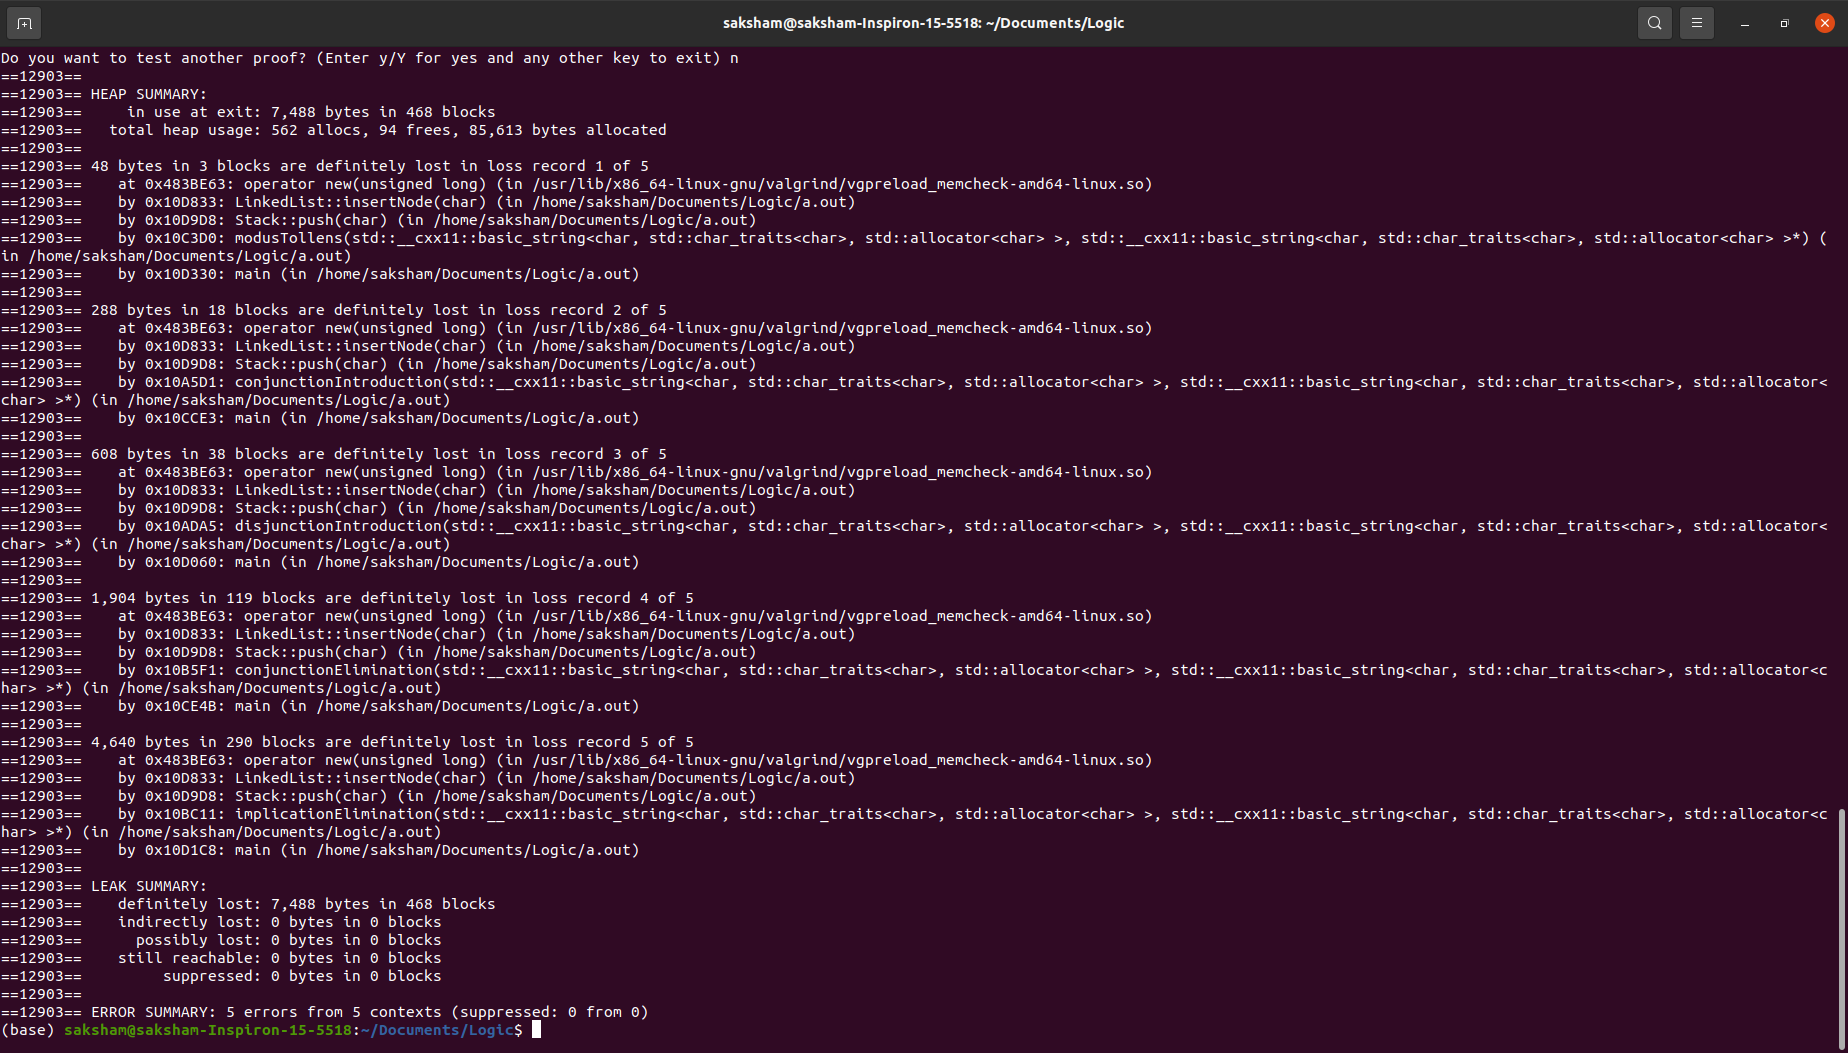 saksham@saksham-Inspiron-15-5518: ~/Documents/Logic
Do you want to test another proof? (Enter y/Y for yes and any other key to exit) n
==12903==
==12903== HEAP SUMMARY:
==12903==     in use at exit: 7,488 bytes in 468 blocks
==12903==   total heap usage: 562 allocs, 94 frees, 85,613 bytes allocated
==12903==
==12903== 48 bytes in 3 blocks are definitely lost in loss record 1 of 5
==12903==    at 0x483BE63: operator new(unsigned long) (in /usr/lib/x86_64-linux-gnu/valgrind/vgpreload_memcheck-amd64-linux.so)
==12903==    by 0x10D833: LinkedList::insertNode(char) (in /home/saksham/Documents/Logic/a.out)
==12903==    by 0x10D9D8: Stack::push(char) (in /home/saksham/Documents/Logic/a.out)
==12903==    by 0x10C3D0: modusTollens(std::__cxx11::basic_string<char, std::char_traits<char>, std::allocator<char> >, std::__cxx11::basic_string<char, std::char_traits<char>, std::allocator<char> >*) (
in /home/saksham/Documents/Logic/a.out)
==12903==    by 0x10D330: main (in /home/saksham/Documents/Logic/a.out)
==12903==
==12903== 288 bytes in 18 blocks are definitely lost in loss record 2 of 5
==12903==    at 0x483BE63: operator new(unsigned long) (in /usr/lib/x86_64-linux-gnu/valgrind/vgpreload_memcheck-amd64-linux.so)
==12903==    by 0x10D833: LinkedList::insertNode(char) (in /home/saksham/Documents/Logic/a.out)
==12903==    by 0x10D9D8: Stack::push(char) (in /home/saksham/Documents/Logic/a.out)
==12903==    by 0x10A5D1: conjunctionIntroduction(std::__cxx11::basic_string<char, std::char_traits<char>, std::allocator<char> >, std::__cxx11::basic_string<char, std::char_traits<char>, std::allocator<
char> >*) (in /home/saksham/Documents/Logic/a.out)
==12903==    by 0x10CCE3: main (in /home/saksham/Documents/Logic/a.out)
==12903==
==12903== 608 bytes in 38 blocks are definitely lost in loss record 3 of 5
==12903==    at 0x483BE63: operator new(unsigned long) (in /usr/lib/x86_64-linux-gnu/valgrind/vgpreload_memcheck-amd64-linux.so)
==12903==    by 0x10D833: LinkedList::insertNode(char) (in /home/saksham/Documents/Logic/a.out)
==12903==    by 0x10D9D8: Stack::push(char) (in /home/saksham/Documents/Logic/a.out)
==12903==    by 0x10ADA5: disjunctionIntroduction(std::__cxx11::basic_string<char, std::char_traits<char>, std::allocator<char> >, std::__cxx11::basic_string<char, std::char_traits<char>, std::allocator<
char> >*) (in /home/saksham/Documents/Logic/a.out)
==12903==    by 0x10D060: main (in /home/saksham/Documents/Logic/a.out)
==12903==
==12903== 1,904 bytes in 119 blocks are definitely lost in loss record 4 of 5
==12903==    at 0x483BE63: operator new(unsigned long) (in /usr/lib/x86_64-linux-gnu/valgrind/vgpreload_memcheck-amd64-linux.so)
==12903==    by 0x10D833: LinkedList::insertNode(char) (in /home/saksham/Documents/Logic/a.out)
==12903==    by 0x10D9D8: Stack::push(char) (in /home/saksham/Documents/Logic/a.out)
==12903==    by 0x10B5F1: conjunctionElimination(std::__cxx11::basic_string<char, std::char_traits<char>, std::allocator<char> >, std::__cxx11::basic_string<char, std::char_traits<char>, std::allocator<c
har> >*) (in /home/saksham/Documents/Logic/a.out)
==12903==    by 0x10CE4B: main (in /home/saksham/Documents/Logic/a.out)
==12903==
==12903== 4,640 bytes in 290 blocks are definitely lost in loss record 5 of 5
==12903==    at 0x483BE63: operator new(unsigned long) (in /usr/lib/x86_64-linux-gnu/valgrind/vgpreload_memcheck-amd64-linux.so)
==12903==    by 0x10D833: LinkedList::insertNode(char) (in /home/saksham/Documents/Logic/a.out)
==12903==    by 0x10D9D8: Stack::push(char) (in /home/saksham/Documents/Logic/a.out)
==12903==    by 0x10BC11: implicationElimination(std::__cxx11::basic_string<char, std::char_traits<char>, std::allocator<char> >, std::__cxx11::basic_string<char, std::char_traits<char>, std::allocator<c
har> >*) (in /home/saksham/Documents/Logic/a.out)
==12903==    by 0x10D1C8: main (in /home/saksham/Documents/Logic/a.out)
==12903==
==12903== LEAK SUMMARY:
==12903==    definitely lost: 7,488 bytes in 468 blocks
==12903==    indirectly lost: 0 bytes in 0 blocks
==12903==      possibly lost: 0 bytes in 0 blocks
==12903==    still reachable: 0 bytes in 0 blocks
==12903==         suppressed: 0 bytes in 0 blocks
==12903==
==12903== ERROR SUMMARY: 5 errors from 5 contexts (suppressed: 0 from 0)
(base) saksham@saksham-Inspiron-15-5518:~/Documents/Logic$